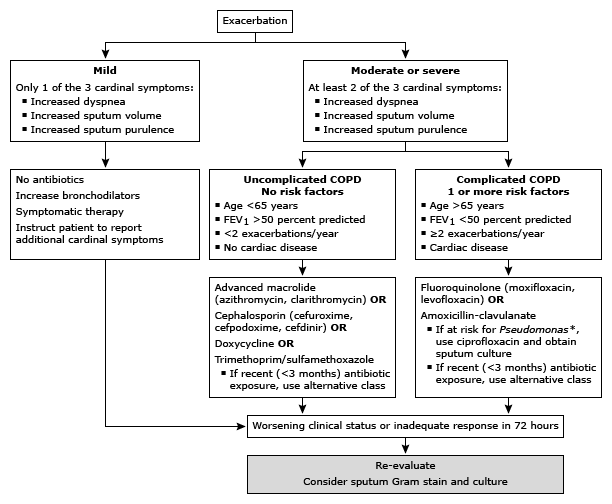 Exacerbation
Mild
Only 1 of the 3 cardinal symptoms:
▪ Increased dyspnea
▪ Increased sputum volume
▪ Increased sputum purulence
Moderate or severe
At least 2 of the 3 cardinal symptoms:
▪ Increased dyspnea
▪ Increased sputum volume
▪ Increased sputum purulence
No antibiotics
Increase bronchodilators
Symptomatic therapy
Instruct patient to report
additional cardinal symptoms
Uncomplicated COPD
No risk factors
▪ Age <65 years
▪ FEV1 >50 percent predicted
▪ <2 exacerbations/year
▪ No cardiac disease
Complicated COPD
1 or more risk factors
▪ Age >65 years
▪ FEV1 <50 percent predicted
▪ ≥2 exacerbations/year
▪ Cardiac disease
Advanced macrolide
(azithromycin, clarithromycin) OR
Cephalosporin (cefuroxime,
cefpodoxime, cefdinir) OR
Doxycycline OR
Trimethoprim/sulfamethoxazole
▪ If recent (<3 months) antibiotic
exposure, use alternative class
Fluoroquinolone (moxifloxacin,
levofloxacin) OR
Amoxicillin-clavulanate
▪ If at risk for Pseudomonas*,
use ciprofloxacin and obtain
sputum culture
▪ If recent (<3 months) antibiotic
exposure, use alternative class
Worsening clinical status or inadequate response in 72 hours
Re-evaluate
Consider sputum Gram stain and culture